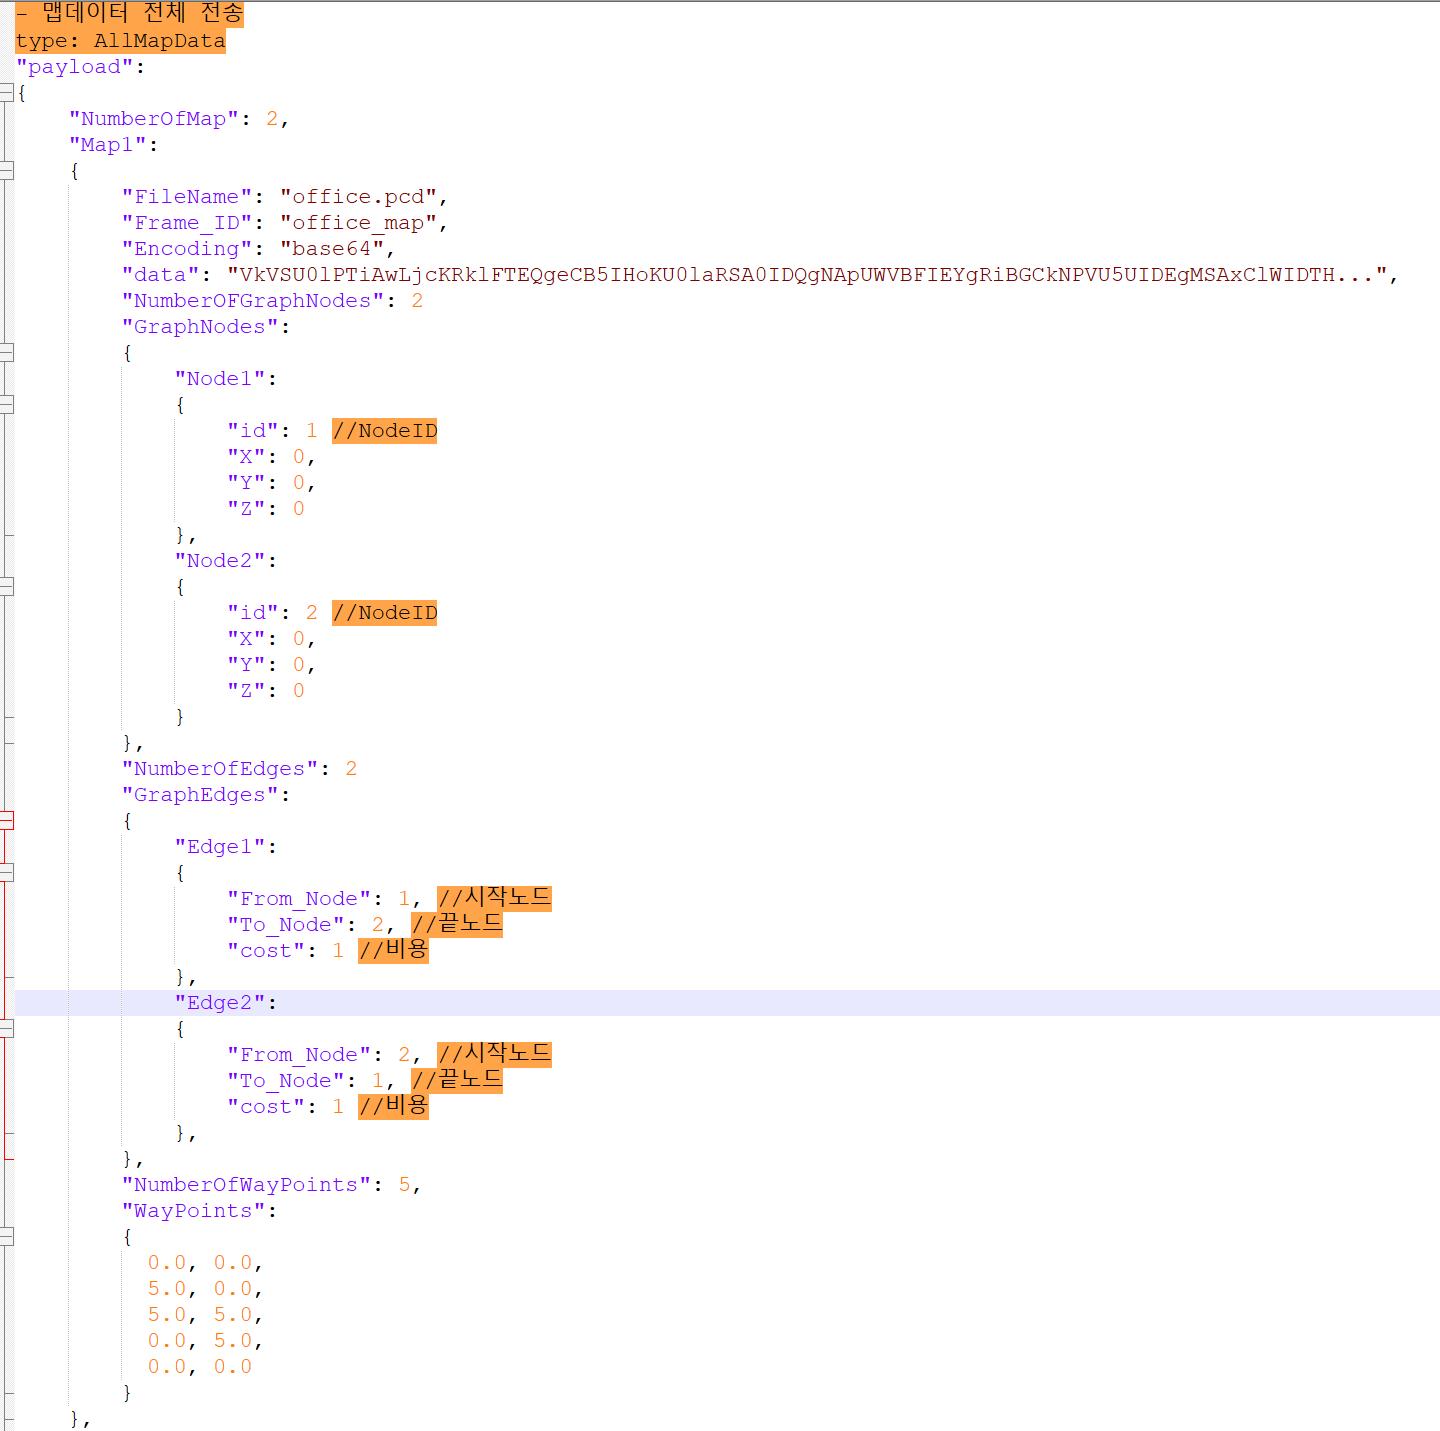 - 맵데이터 전체 전송
type: AllMapData
"payload":
{
"NumberOfMap": 2,
"Map1":
{
"FileName": "office.pcd",
"Frame_ID": "office_map",
"Encoding": "base64",
"data": "VkVSU0lPTiAwLjcKRklFTEQgeCB5IHoKU0laRSA0IDQgNApUWVBFIEYgRiBGCkNPVU5UIDEgMSAxClWIDTH...",
"NumberOFGraphNodes": 2
"GraphNodes":
{
"Node1":
{
"id": 1 //NodeID
"X": 0,
"Y": 0,
"Z": 0
},
"Node2":
{
"id": 2 //NodeID
"X": 0,
"Y": 0,
"Z": 0
}
},
"NumberOfEdges": 2
"GraphEdges":
{
"Edge1":
{
"From_Node": 1, //시작노드
"To_Node": 2, //끝노드
"cost": 1 //비용
},
"Edge2":
{
"From_Node": 2, //시작노드
"To_Node": 1, //끝노드
"cost": 1 //비용
},
},
"NumberOfWayPoints": 5,
"WayPoints":
{
0.0, 0.0,
5.0, 0.0,
5.0, 5.0,
0.0, 5.0,
0.0, 0.0
}
},